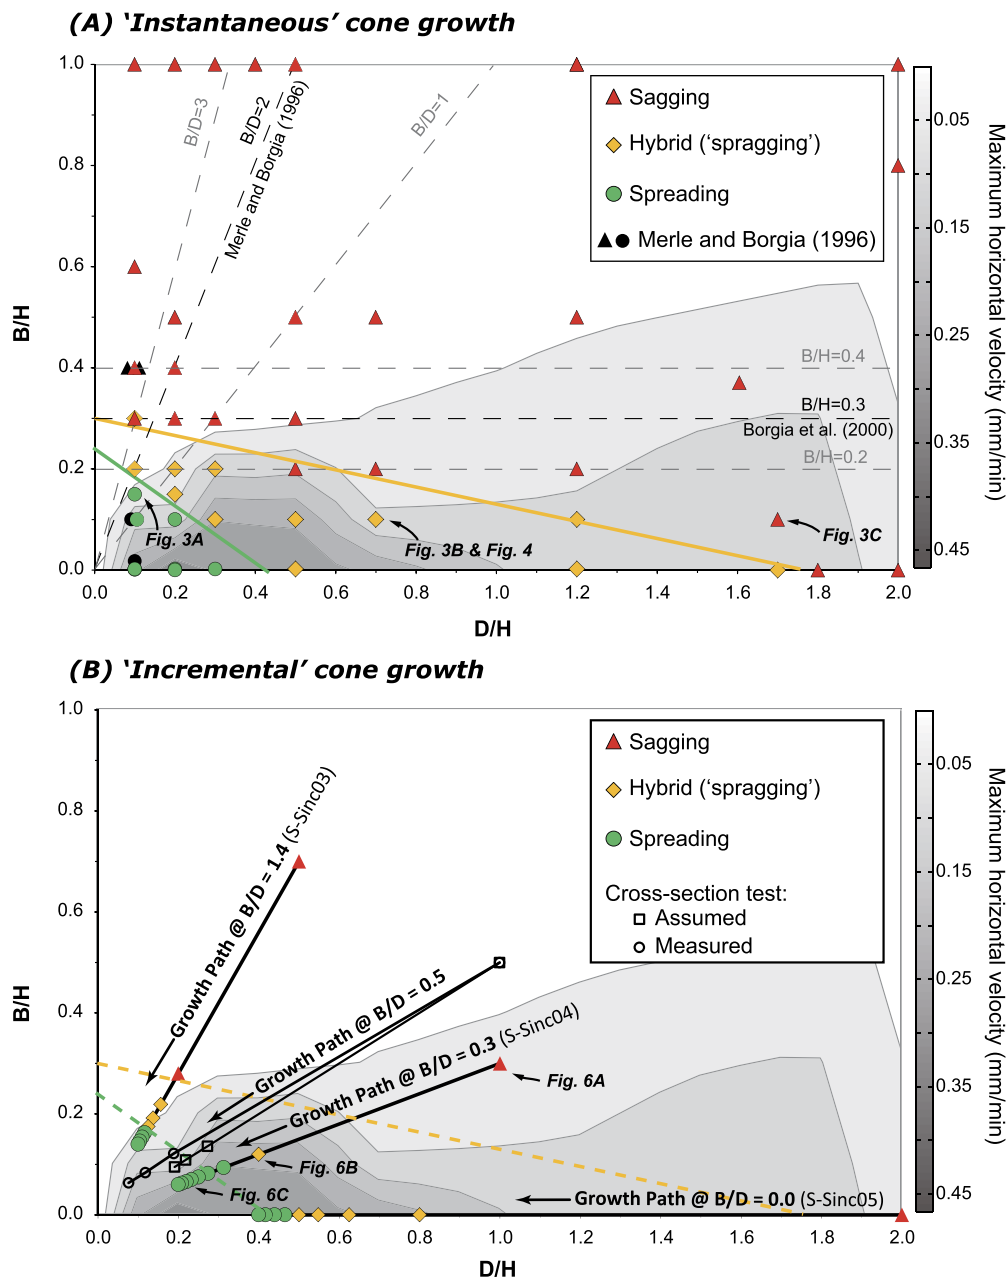 (A) ‘Instantaneous’ cone growth
1.0
0.8
0.6
0.4
0.2
0.0
B/H
0.0 0.2 0.4 0.6 0.8 1.0 1.2 1.4 1.6 1.8 2.0
D/H
B/D=3
B/D=2
Merle and Borgia (1996)
B/D=1
Sagging
Hybrid (‘spragging’)
Spreading
Merle and Borgia (1996)
B/H=0.4
B/H=0.3
Borgia et al. (2000)
B/H=0.2
Fig. 3A
Fig. 3B & Fig. 4
Fig. 3C
0.05
0.15
0.25
0.35
0.45
Maximum horizontal velocity (mm/min)
(B) ‘Incremental’ cone growth
1.0
0.8
0.6
0.4
0.2
0.0
B/H
0.0 0.2 0.4 0.6 0.8 1.0 1.2 1.4 1.6 1.8 2.0
D/H
Growth Path @ B/D = 1.4 (S-Sinc03)
Growth Path @ B/D = 0.5
Growth Path @ B/D = 0.3 (S-Sinc04)
Growth Path @ B/D = 0.0 (S-Sinc05)
Fig. 6A
Fig. 6B
Fig. 6C
Sagging
Hybrid (‘spragging’)
Spreading
Cross-section test:
Assumed
Measured
0.05
0.15
0.25
0.35
0.45
Maximum horizontal velocity (mm/min)